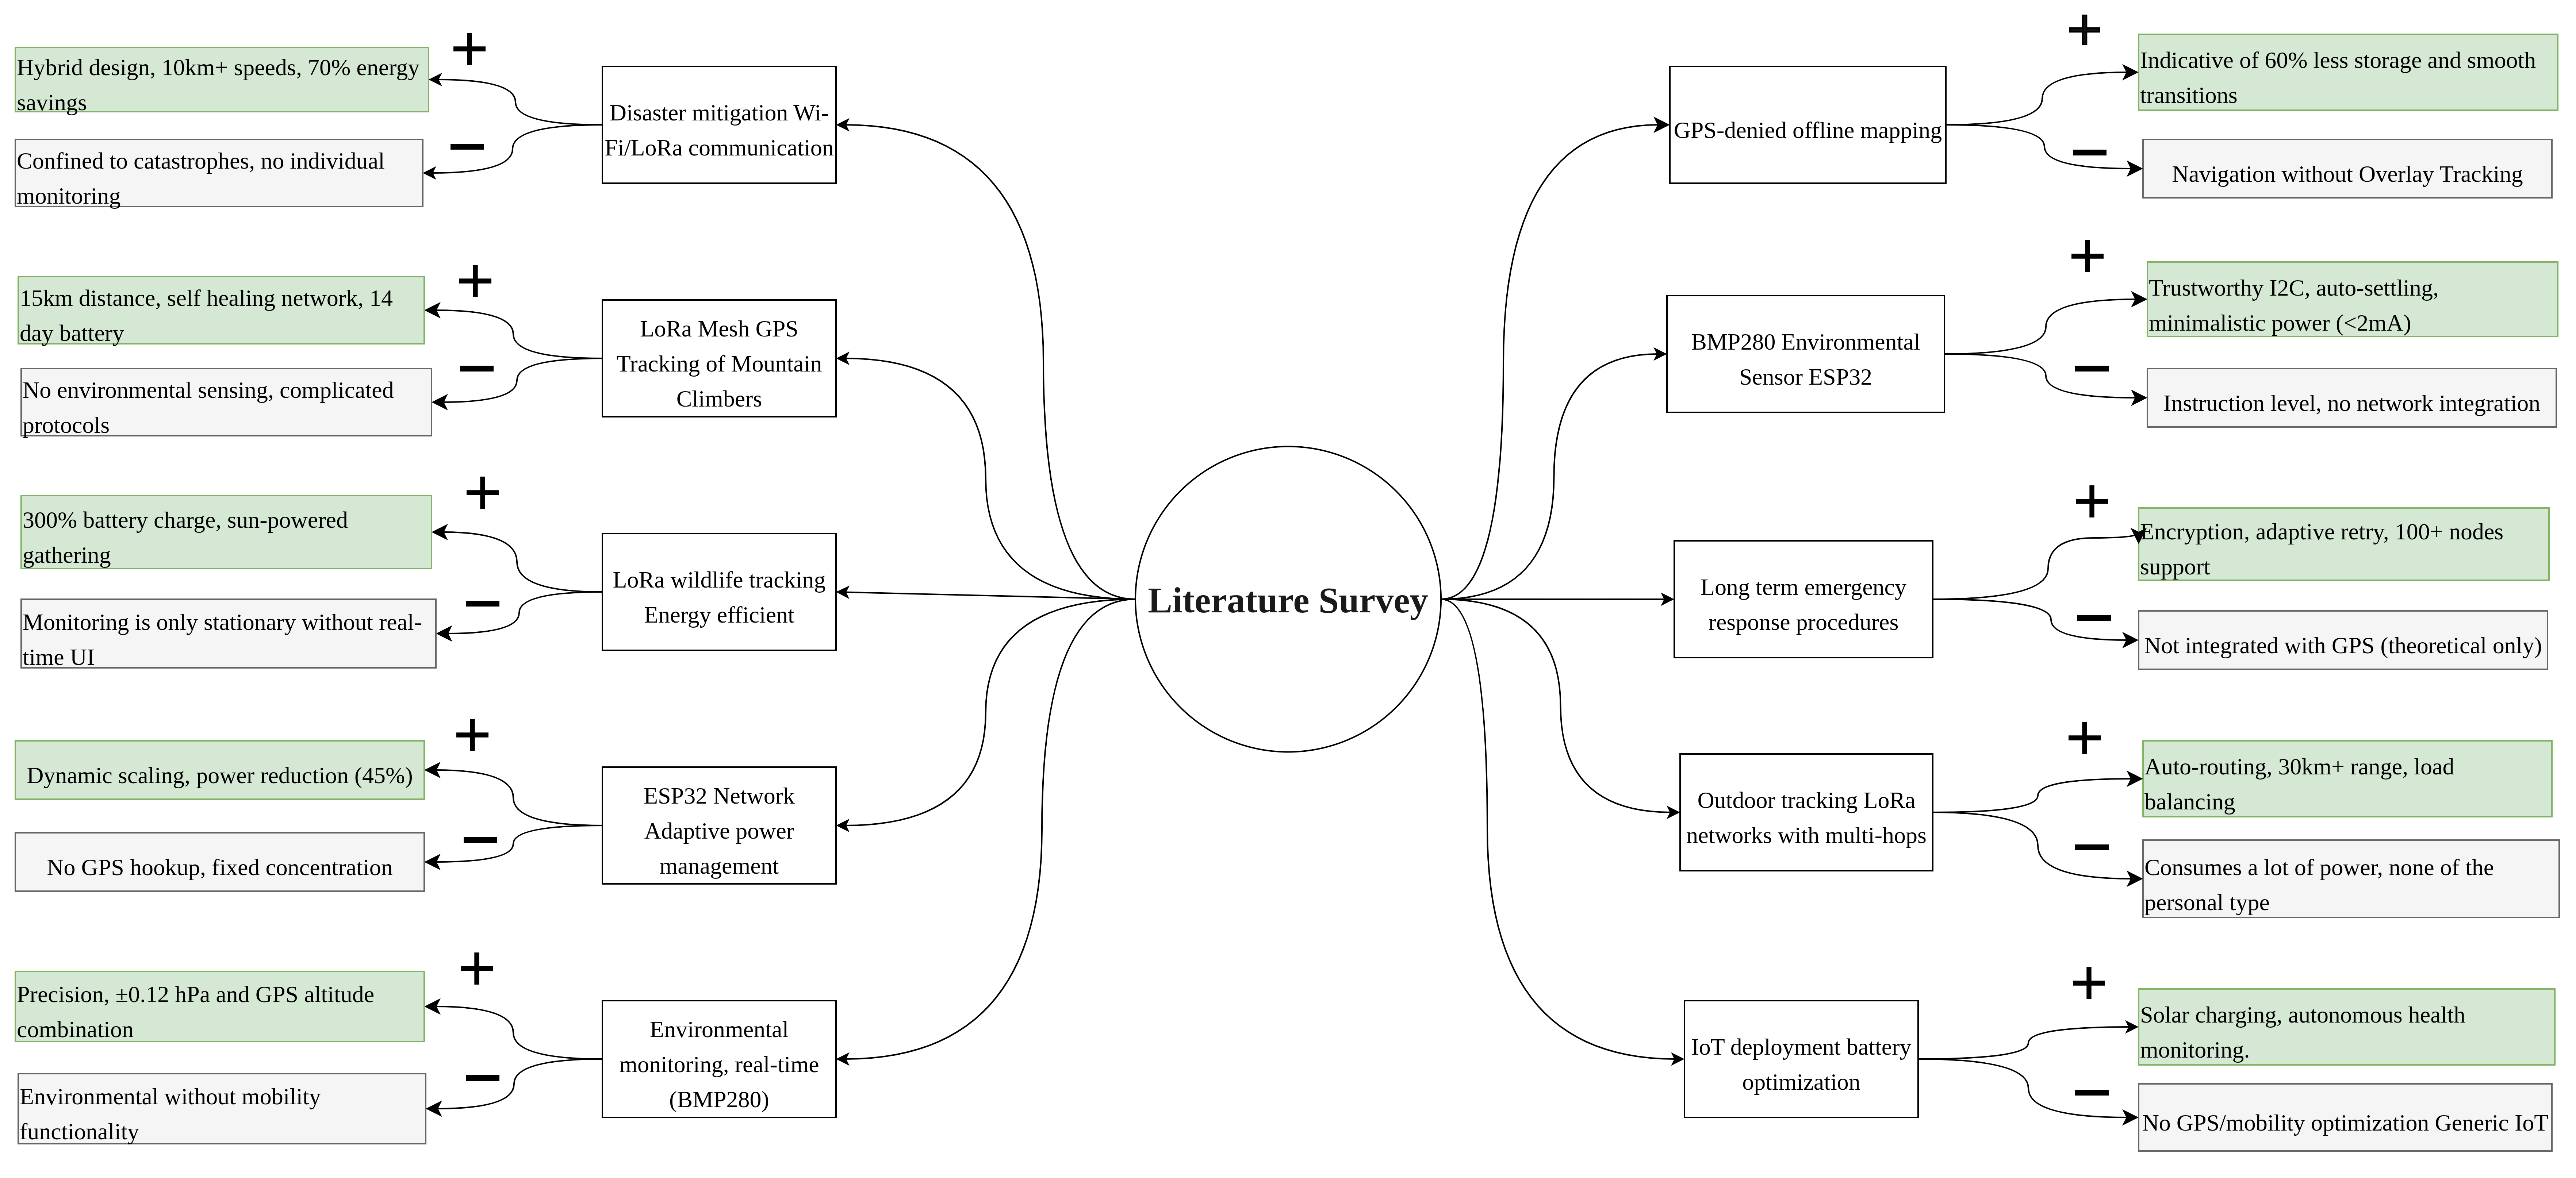 Hybrid design, 10km+ speeds, 70% energy
savings
Confined to catastrophes, no individual
monitoring
Disaster mitigation Wi-
Fi/LoRa communication
15km distance, self healing network, 14
day battery
No environmental sensing, complicated
protocols
LoRa Mesh GPS
Tracking of Mountain
Climbers
300% battery charge, sun-powered
gathering
Monitoring is only stationary without real-
time UI
LoRa wildlife tracking
Energy efficient
Dynamic scaling, power reduction (45%)
No GPS hookup, fixed concentration
ESP32 Network
Adaptive power
management
Precision, ±0.12 hPa and GPS altitude
combination
Environmental without mobility
functionality
Environmental
monitoring, real-time
(BMP280)
Literature Survey
GPS-denied offline mapping
Indicative of 60% less storage and smooth
transitions
Navigation without Overlay Tracking
BMP280 Environmental
Sensor ESP32
Trustworthy I2C, auto-settling,
minimalistic power (<2mA)
Instruction level, no network integration
Long term emergency
response procedures
Encryption, adaptive retry, 100+ nodes
support
Not integrated with GPS (theoretical only)
Outdoor tracking LoRa
networks with multi-hops
Auto-routing, 30km+ range, load
balancing
Consumes a lot of power, none of the
personal type
IoT deployment battery
optimization
Solar charging, autonomous health
monitoring.
No GPS/mobility optimization Generic IoT